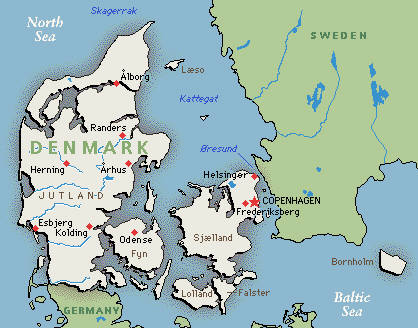 Skagerrak
North
Sea
SWEDEN
Ålborg
Læso
Kattegat
Randers
DENMARK
Øresund
Herning
Århus
Helsinger
JUTLAND
COPENHAGEN
Frederiksberg
Esbjerg
Kolding
Odense
Sjælland
Fyn
Bornholm
Lolland
Falster
Baltic
Sea
GERMANY